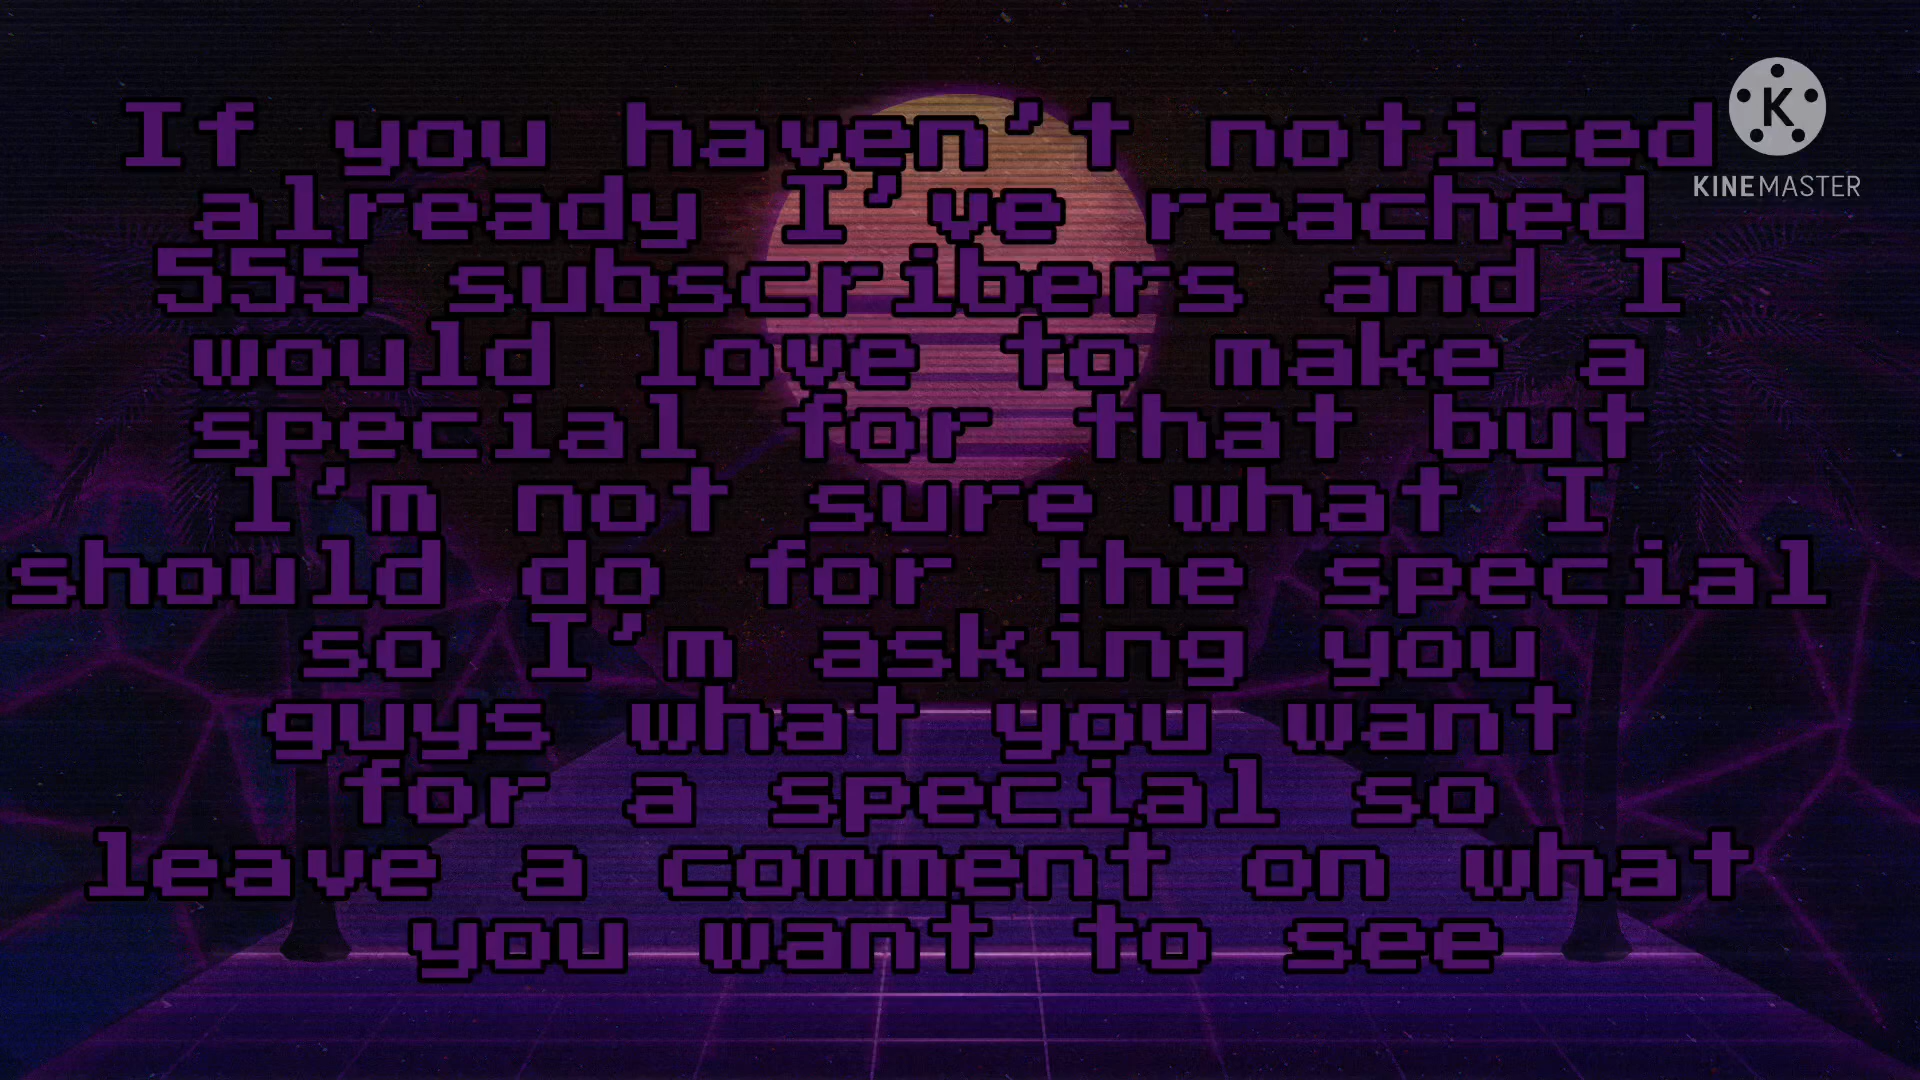 If you haven't noticed
already I've reached
555 subscribers and I
would love to make a
special for that but
I'm not sure what I
should do for the special
so I'm asking you
guys what you want
for a special so
leave a comment on what
you want to see
K
KINEMASTER